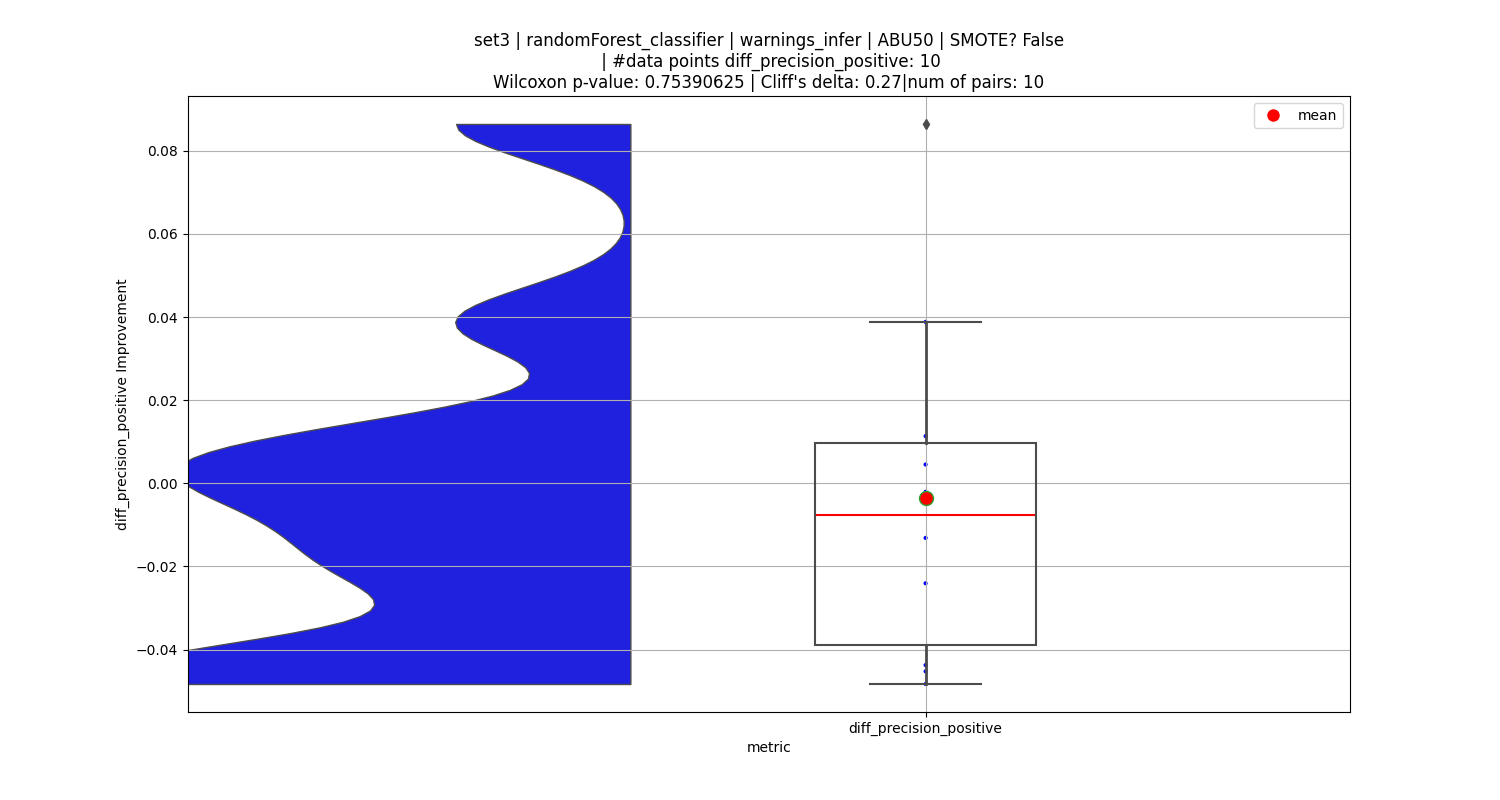 set3 | randomForest_classifier | warnings_infer | ABU50 | SMOTE? False
| #data points diff_precision_positive: 10
Wilcoxon p-value: 0.75390625 | Cliff's delta: 0.27|num of pairs: 10
mean
0.08
0.06
0.04
0.02
0.00
−0.02
−0.04
diff_precision_positive Improvement
diff_precision_positive
metric